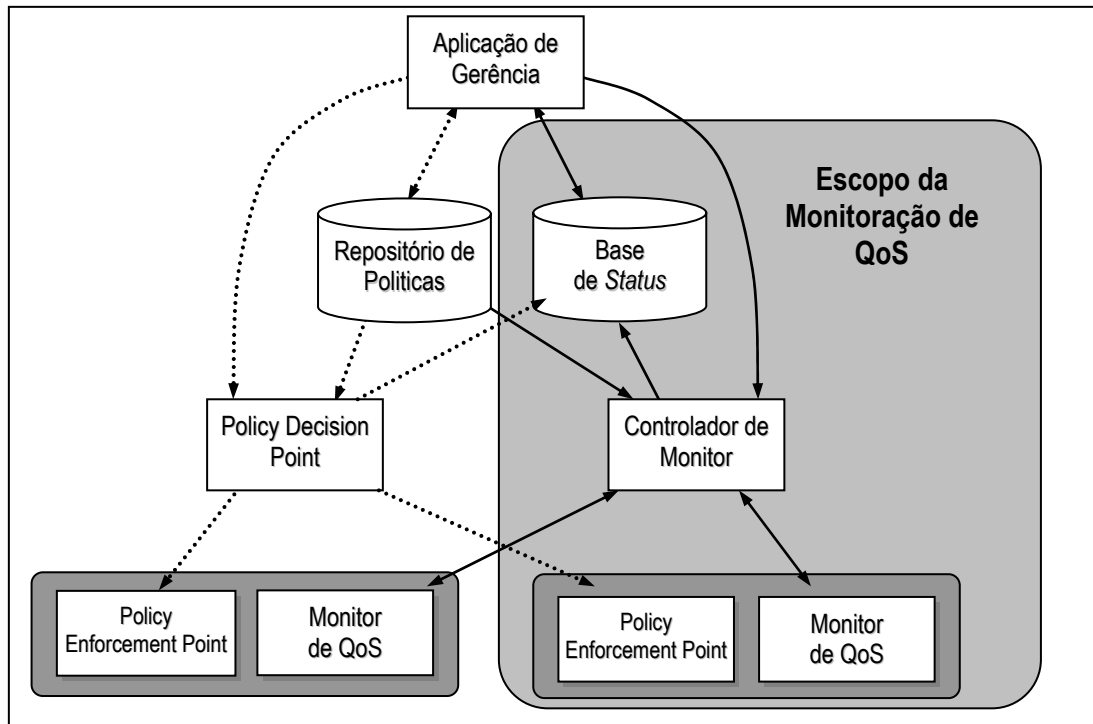 Aplicação de
Gerência
Escopo da
Monitoração de
QoS
Repositório de
Politicas
Base
de Status
Policy Decision
Point
Controlador de
Monitor
Policy
Enforcement Point
Monitor
de QoS
Policy
Enforcement Point
Monitor
de QoS